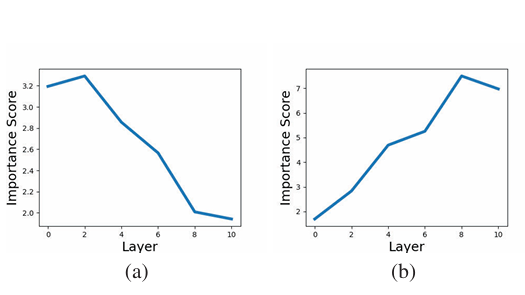 Importance Score
3.2
3.0
2.8
2.6
2.4
2.2
2.0
0 2 4 6 8 10
Layer
(a)
Importance Score
7
6
5
4
3
2
0 2 4 6 8 10
Layer
(b)